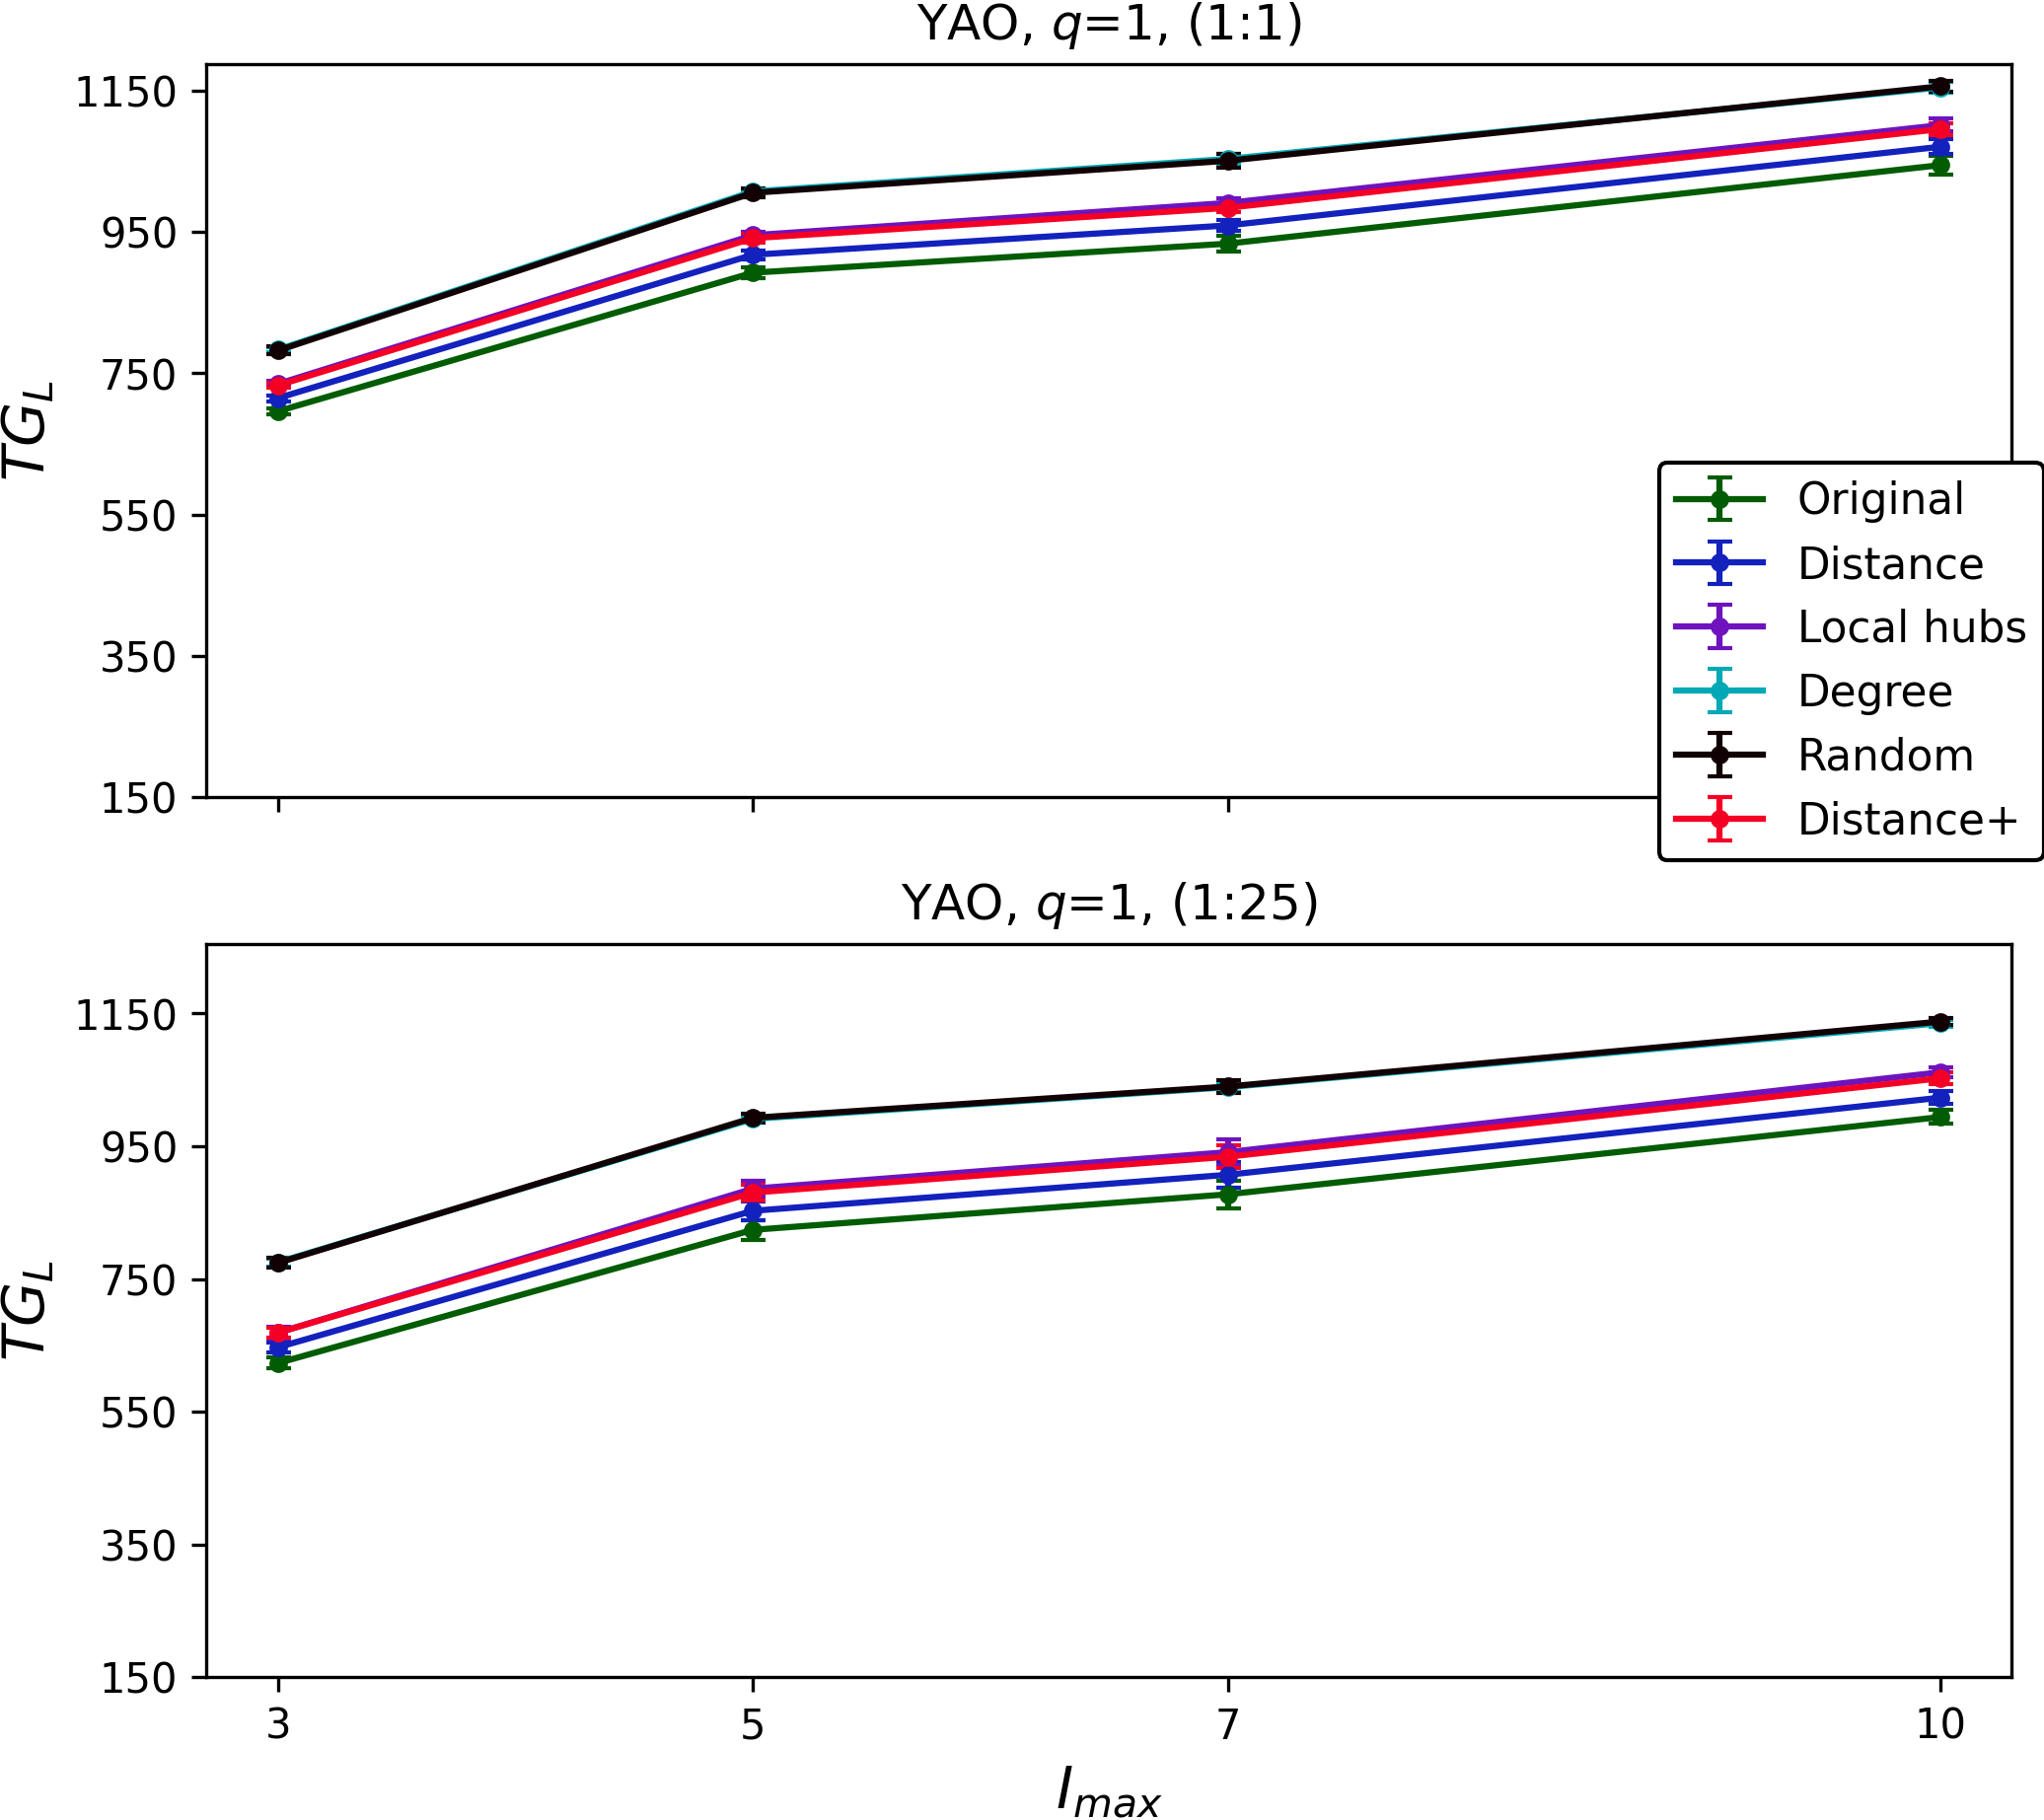 YAO, q=1, (1:1)
1150
950
750
550
350
150
TG_L
Original
Distance
Local hubs
Degree
Random
Distance+
YAO, q=1, (1:25)
1150
950
750
550
350
150
TG_L
3 5 7 10
I_max